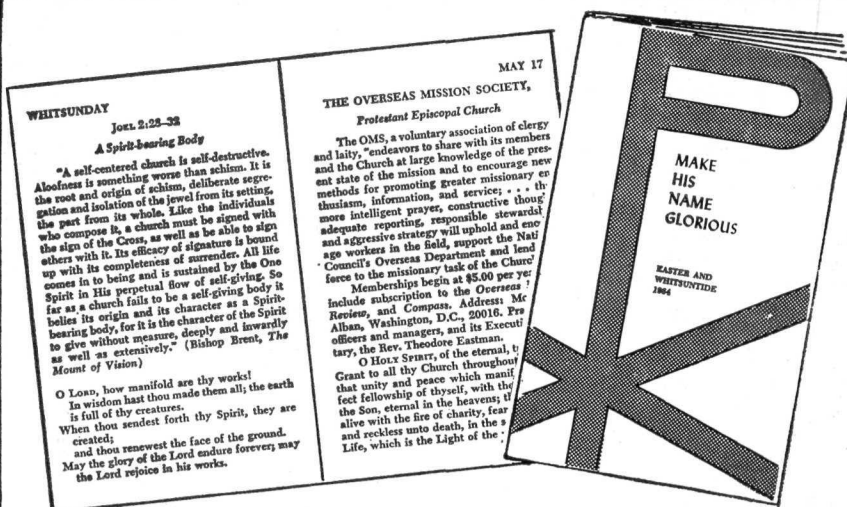 WHITSUNDAY
JOEL 2:28–32
A Spirit-bearing Body
"A self-centered church is self-destructive.
Aloofness is something worse than schism. It is
the root and origin of schism, deliberate segre-
gation and isolation of the jewel from its setting,
the part from its whole. Like the individuals
who compose it, a church must be signed with
the sign of the Cross, as well as be able to sign
others with it. Its efficacy of signature is bound
up with its completeness of surrender. All life
comes in to being and is sustained by the One
Spirit in His perpetual flow of self-giving. So
far as a church fails to be a self-giving body it
belies its origin and its character as a Spirit-
bearing body, for it is the character of the Spirit
to give without measure, deeply and inwardly
as well as extensively." (Bishop Brent, The
Mount of Vision)
O LORD, how manifold are thy works!
In wisdom hast thou made them all; the earth
is full of thy creatures.
When thou sendest forth thy Spirit, they are
created;
and thou renewest the face of the ground.
May the glory of the Lord endure forever; may
the Lord rejoice in his works.
MAY 17
THE OVERSEAS MISSION SOCIETY,
Protestant Episcopal Church
The OMS, a voluntary association of clergy
and laity, "endeavors to share with its members
and the Church at large knowledge of the pres-
ent state of the mission and to encourage new
methods for promoting greater missionary en
thusiasm, information, and service; . . . th
more intelligent prayer, constructive thoug
adequate reporting, responsible stewardsh
and aggressive strategy will uphold and enc
age workers in the field, support the Nati
Council's Overseas Department and lend
force to the missionary task of the Churc
Memberships begin at $5.00 per ye
include subscription to the Overseas
Review, and Compass. Address: Mc
Alban, Washington, D.C., 20016. Pra
officers and managers, and its Executi
tary, the Rev. Theodore Eastman.
O HOLY SPIRIT, of the eternal, t
Grant to all thy Church throughout
that unity and peace which manif
fect fellowship of thyself, with the
the Son, eternal in the heavens; th
alive with the fire of charity, fear
and reckless unto death, in the s
Life, which is the Light of the
MAKE
HIS
NAME
GLORIOUS
EASTER AND
WHITSUNTIDE
1964